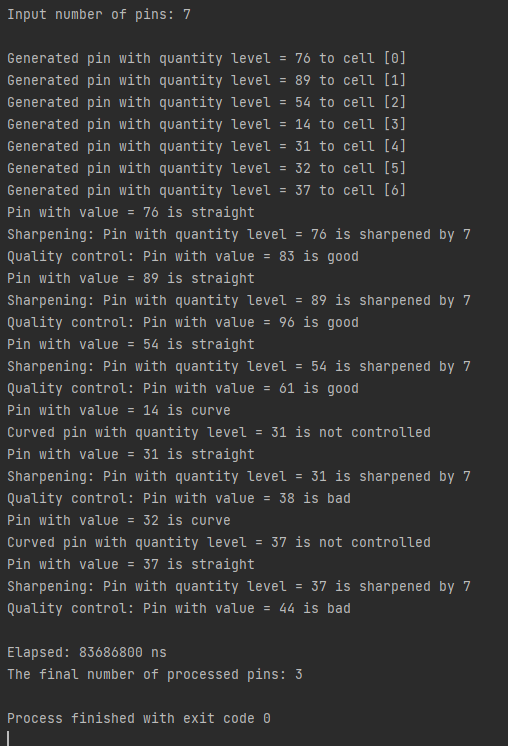 Input number of pins: 7
Generated pin with quantity level = 76 to cell [0]
Generated pin with quantity level = 89 to cell [1]
Generated pin with quantity level = 54 to cell [2]
Generated pin with quantity level = 14 to cell [3]
Generated pin with quantity level = 31 to cell [4]
Generated pin with quantity level = 32 to cell [5]
Generated pin with quantity level = 37 to cell [6]
Pin with value = 76 is straight
Sharpening: Pin with quantity level = 76 is sharpened by 7
Quality control: Pin with value = 83 is good
Pin with value = 89 is straight
Sharpening: Pin with quantity level = 89 is sharpened by 7
Quality control: Pin with value = 96 is good
Pin with value = 54 is straight
Sharpening: Pin with quantity level = 54 is sharpened by 7
Quality control: Pin with value = 61 is good
Pin with value = 14 is curve
Curved pin with quantity level = 31 is not controlled
Pin with value = 31 is straight
Sharpening: Pin with quantity level = 31 is sharpened by 7
Quality control: Pin with value = 38 is bad
Pin with value = 32 is curve
Curved pin with quantity level = 37 is not controlled
Pin with value = 37 is straight
Sharpening: Pin with quantity level = 37 is sharpened by 7
Quality control: Pin with value = 44 is bad
Elapsed: 83686800 ns
The final number of processed pins: 3
Process finished with exit code 0